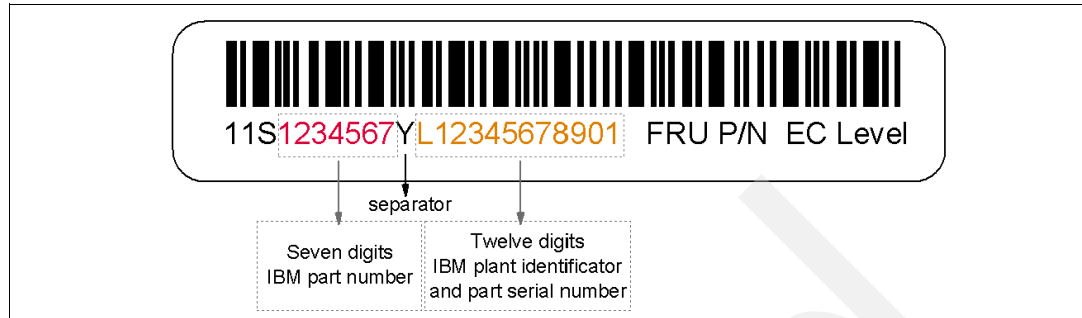 11S1234567YL12345678901 FRU P/N EC Level
separator
Seven digits
IBM part number
Twelve digits
IBM plant identificator
and part serial number